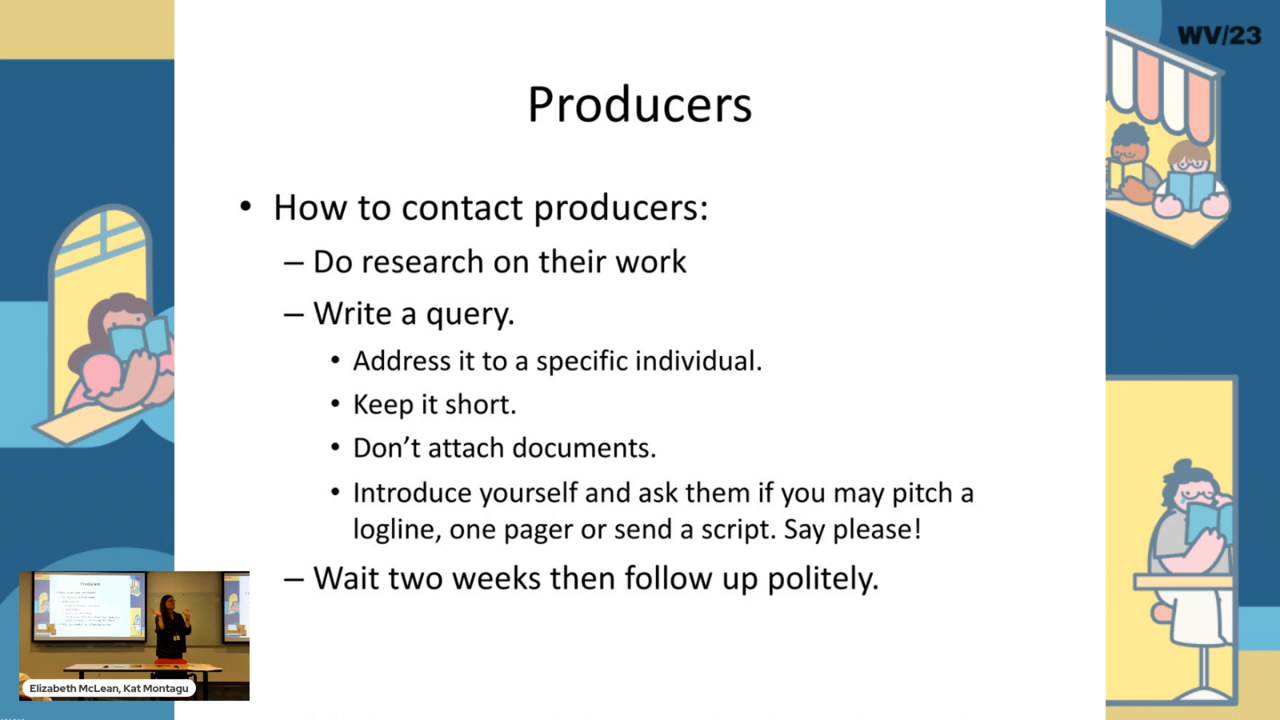 WV/23
Producers
• How to contact producers:
– Do research on their work
– Write a query.
• Address it to a specific individual.
• Keep it short.
• Don’t attach documents.
• Introduce yourself and ask them if you may pitch a
logline, one pager or send a script. Say please!
– Wait two weeks then follow up politely.
Producers
Elizabeth McLean, Kat Montagu